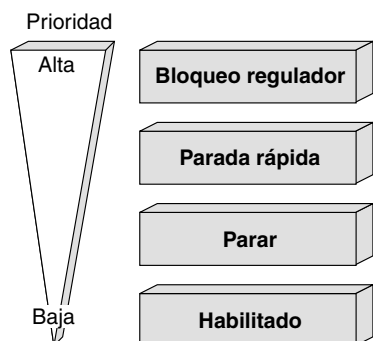 Prioridad
Alta
Bloqueo regulador
Parada rápida
Parar
Baja
Habilitado